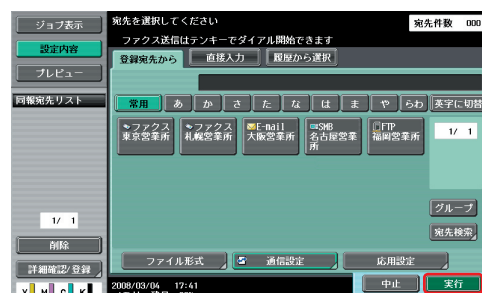 ジョブ表示
設定内容
プレビュー
同報宛先リスト
1/ 1
削除
詳細確認/登録
Y M C K
宛先を選択してください
宛先件数 000
ファクス送信はテンキーでダイアル開始できます
登録宛先から 直接入力 履歴から選択
常用 あ か さ た な は ま や らわ 英字に切替
ファクス
東京営業所
ファクス
札幌営業所
E-mail
大阪営業所
SMB
名古屋営業所
FTP
福岡営業所
1/ 1
グループ
宛先検索
ファイル形式 通信設定 応用設定
2008/03/04 17:41
中止 実行